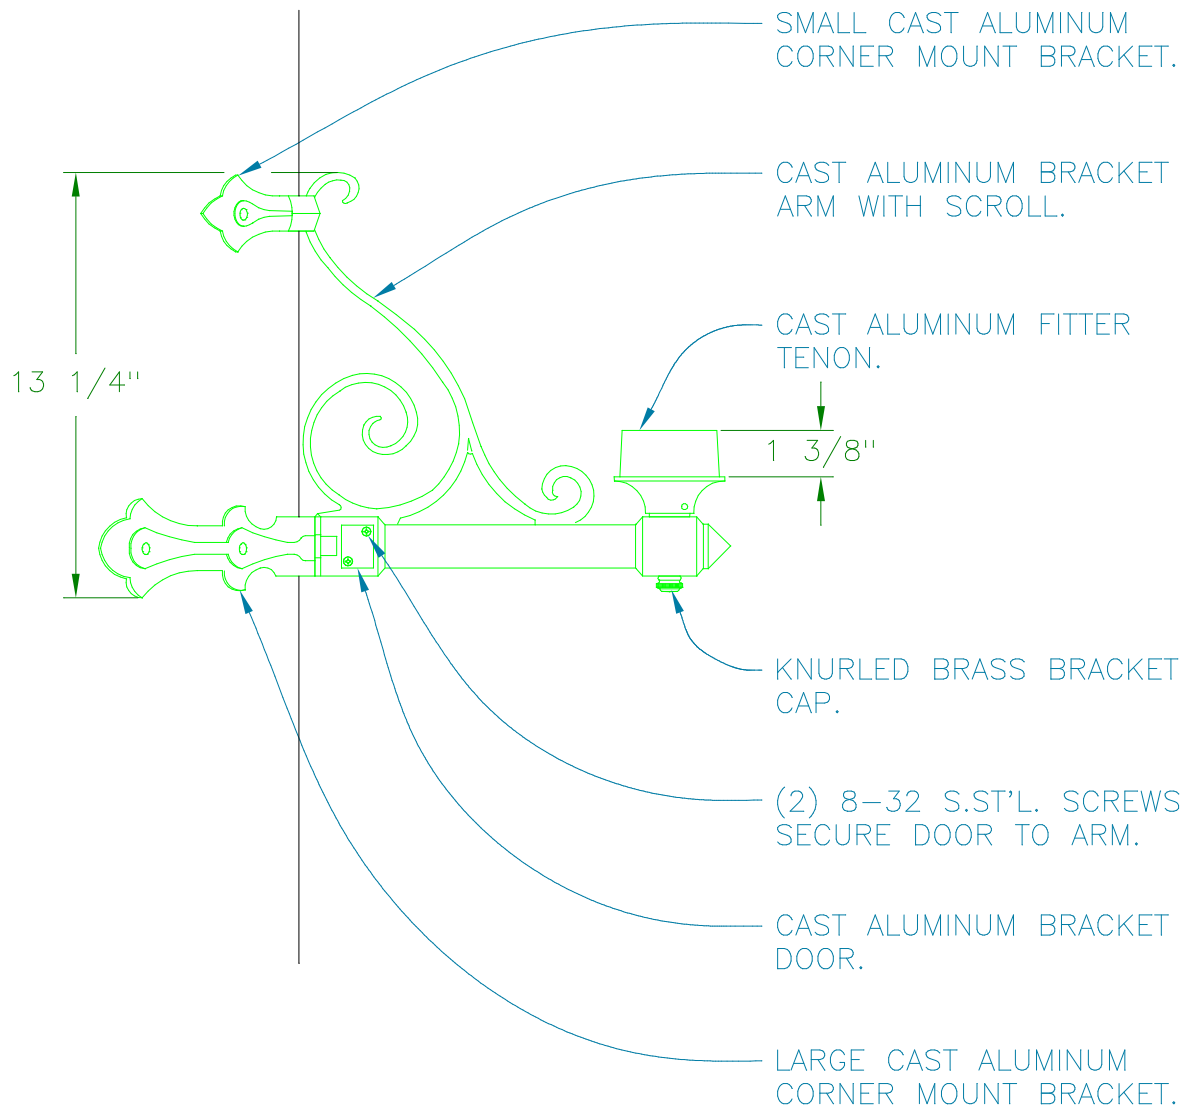 SMALL CAST ALUMINUM
CORNER MOUNT BRACKET.
CAST ALUMINUM BRACKET
ARM WITH SCROLL.
CAST ALUMINUM FITTER
TENON.
13 1/4"
1 3/8"
KNURLED BRASS BRACKET
CAP.
(2) 8-32 S.ST'L. SCREWS
SECURE DOOR TO ARM.
CAST ALUMINUM BRACKET
DOOR.
LARGE CAST ALUMINUM
CORNER MOUNT BRACKET.